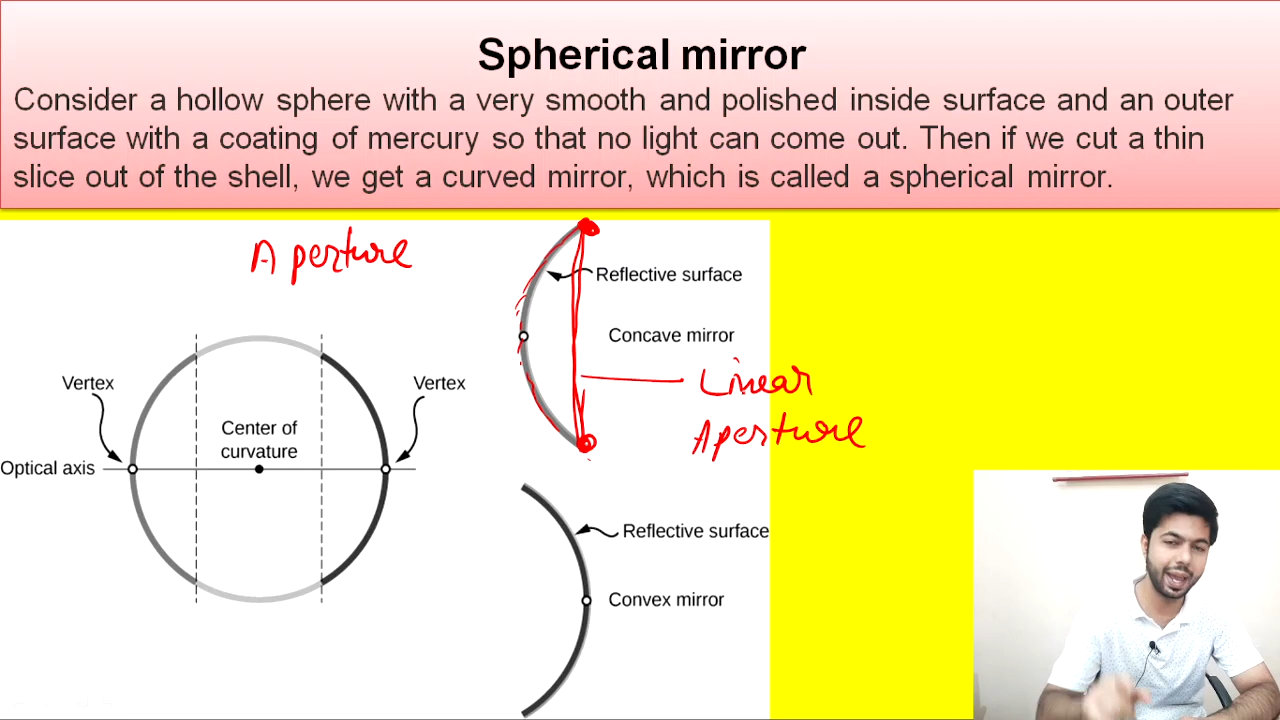 Spherical mirror
Consider a hollow sphere with a very smooth and polished inside surface and an outer
surface with a coating of mercury so that no light can come out. Then if we cut a thin
slice out of the shell, we get a curved mirror, which is called a spherical mirror.
Aperture
Reflective surface
Concave mirror
Linear
Aperture
Vertex
Vertex
Center of
curvature
Optical axis
Reflective surface
Convex mirror